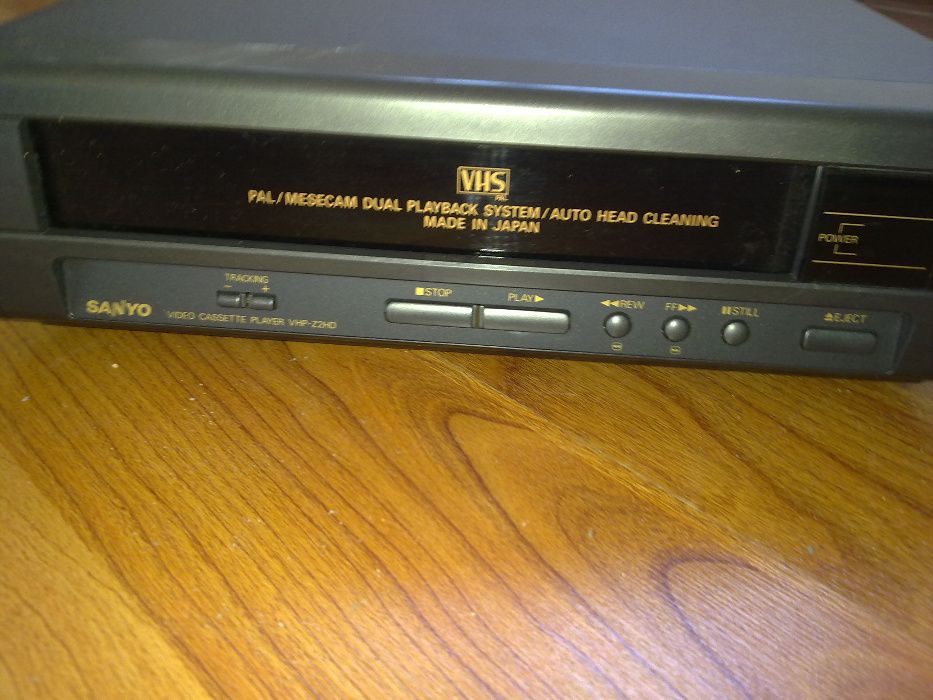 VHS
PAL
PAL/MESECAM DUAL PLAYBACK SYSTEM/AUTO HEAD CLEANING
MADE IN JAPAN
POWER
TRACKING
- +
SANYO
VIDEO CASSETTE PLAYER VHP-Z2HD
■STOP
PLAY▶
◀◀REW
FF▶▶
▮▮STILL
⏏EJECT